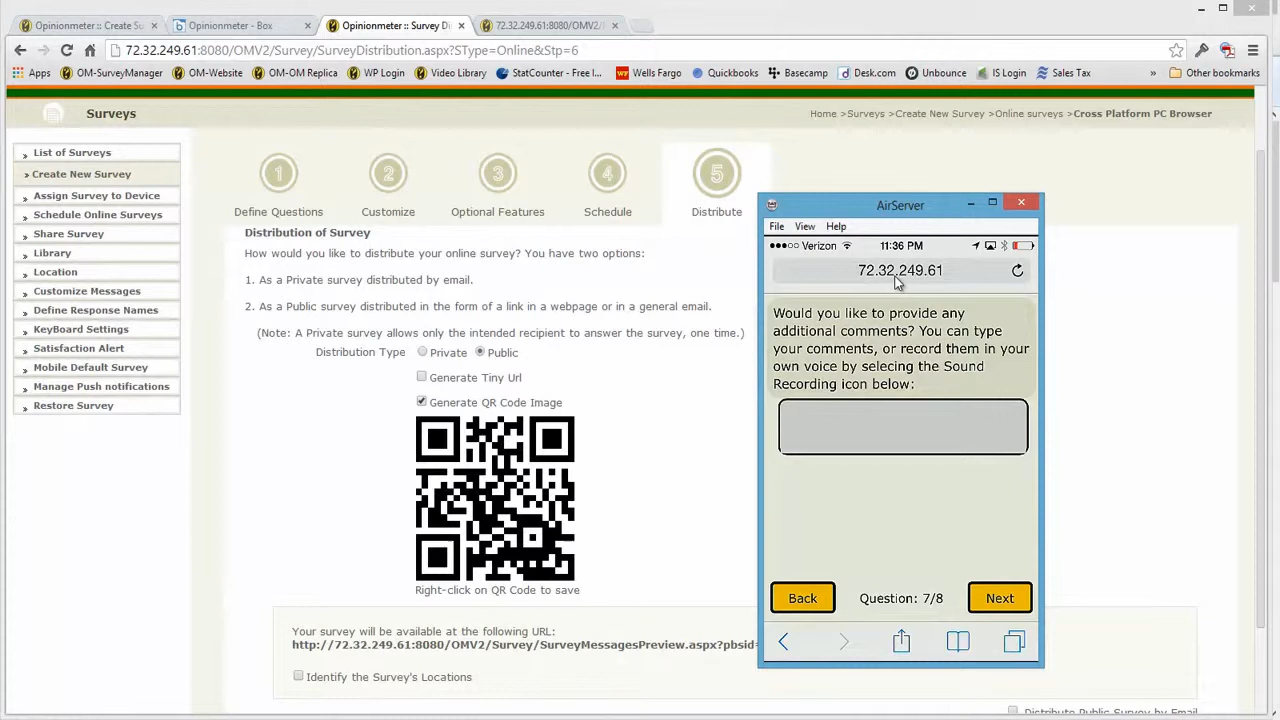 Opinionmeter :: Create Su
Opinionmeter - Box
Opinionmeter :: Survey Di
72.32.249.61:8080/OMV2/
72.32.249.61:8080/OMV2/Survey/SurveyDistribution.aspx?SType=Online&Stp=6
Apps OM-SurveyManager OM-Website OM-OM Replica WP Login Video Library StatCounter - Free I... Wells Fargo Quickbooks Basecamp Desk.com Unbounce IS Login Sales Tax » Other bookmarks
Surveys
Home >Surveys >Create New Survey >Online surveys >Cross Platform PC Browser
List of Surveys
Create New Survey
Assign Survey to Device
Schedule Online Surveys
Share Survey
Library
Location
Customize Messages
Define Response Names
KeyBoard Settings
Satisfaction Alert
Mobile Default Survey
Manage Push notifications
Restore Survey
1 2 3 4 5
Define Questions Customize Optional Features Schedule Distribute
Distribution of Survey
How would you like to distribute your online survey? You have two options:
1. As a Private survey distributed by email.
2. As a Public survey distributed in the form of a link in a webpage or in a general email.
(Note: A Private survey allows only the intended recipient to answer the survey, one time.)
Distribution Type Private Public
Generate Tiny Url
Generate QR Code Image
Right-click on QR Code to save
Your survey will be available at the following URL:
http://72.32.249.61:8080/OMV2/Survey/SurveyMessagesPreview.aspx?pbsid=
Identify the Survey's Locations
Distribute Public Survey by Email
AirServer
File View Help
Verizon 11:36 PM
72.32.249.61
Would you like to provide any
additional comments? You can type
your comments, or record them in your
own voice by selecing the Sound
Recording icon below:
Back Question: 7/8 Next